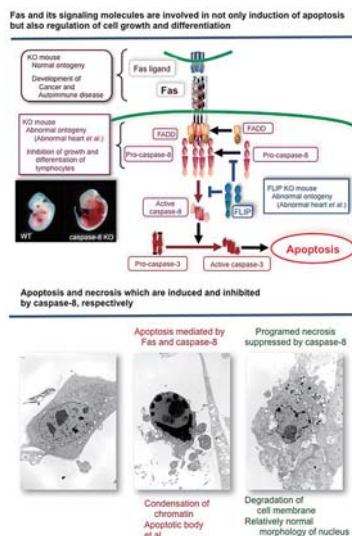 Fas and its signaling molecules are involved in not only induction of apoptosis
but also regulation of cell growth and differentiation
KO mouse
Normal ontogeny
Development of
Cancer and
Autoimmune disease
Fas ligand
Fas
KO mouse
Abnormal ontogeny
(Abnormal heart et al.)
Inhibition of growth and
differentiation of
lymphocytes
FADD
FADD
Pro-caspase-8
Pro-caspase-8
Active
caspase-8
FLIP
FLIP KO mouse
Abnormal ontogeny
(Abnormal heart et al.)
WT
caspase-8 KO
Pro-caspase-3
Active caspase-3
Apoptosis
Apoptosis and necrosis which are induced and inhibited
by caspase-8, respectively
Apoptosis mediated by
Fas and caspase-8
Programed necrosis
suppressed by caspase-8
Condensation of
chromatin
Apoptotic body
et al
Degradation of
cell membrane
Relatively normal
morphology of nucleus